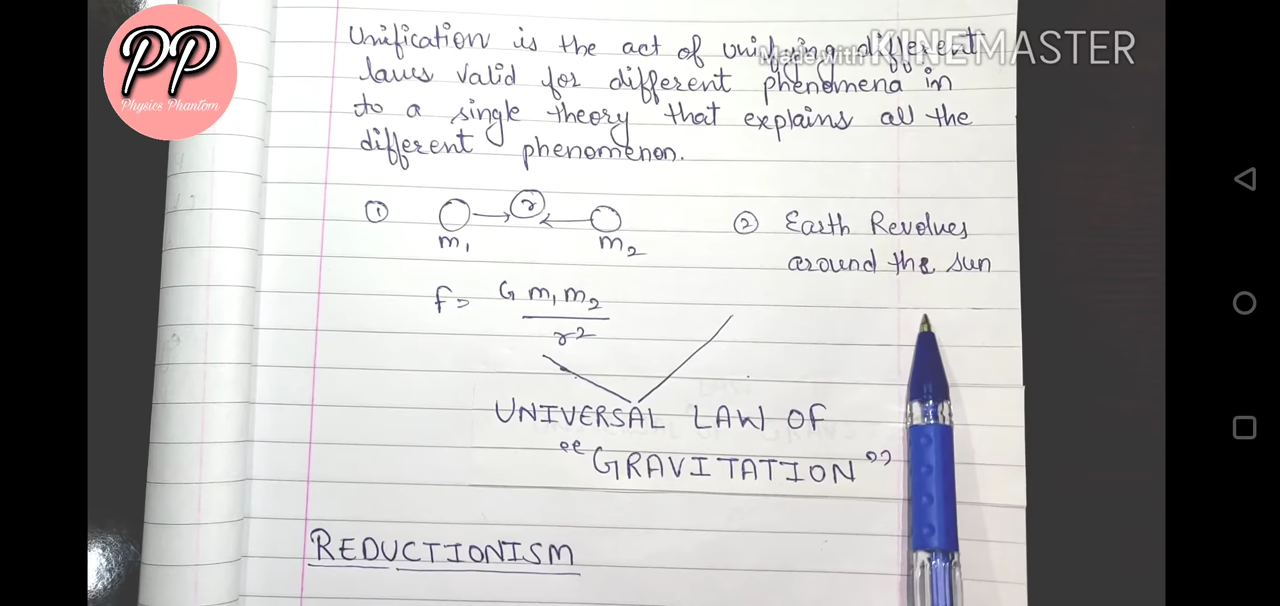 PP
Physics Phantom
Made with KINEMASTER
Unification is the act of unifying different
laws valid for different phenomena in
to a single theory that explains all the
different phenomenon.
① r ② Earth Revolves
m1 m2 around the sun
f = G m1 m2
r2
UNIVERSAL LAW OF
"GRAVITATION"
REDUCTIONISM